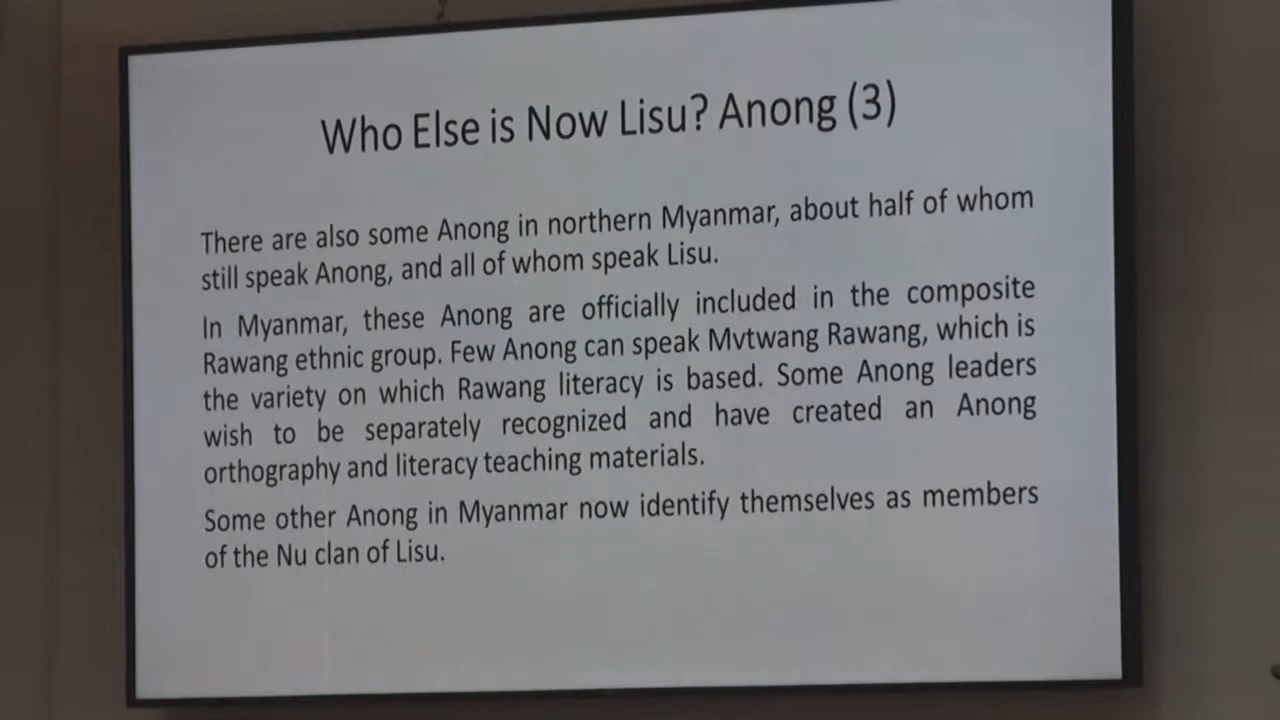 Who Else is Now Lisu? Anong (3)
There are also some Anong in northern Myanmar, about half of whom
still speak Anong, and all of whom speak Lisu.
In Myanmar, these Anong are officially included in the composite
Rawang ethnic group. Few Anong can speak Mvtwang Rawang, which is
the variety on which Rawang literacy is based. Some Anong leaders
wish to be separately recognized and have created an Anong
orthography and literacy teaching materials.
Some other Anong in Myanmar now identify themselves as members
of the Nu clan of Lisu.